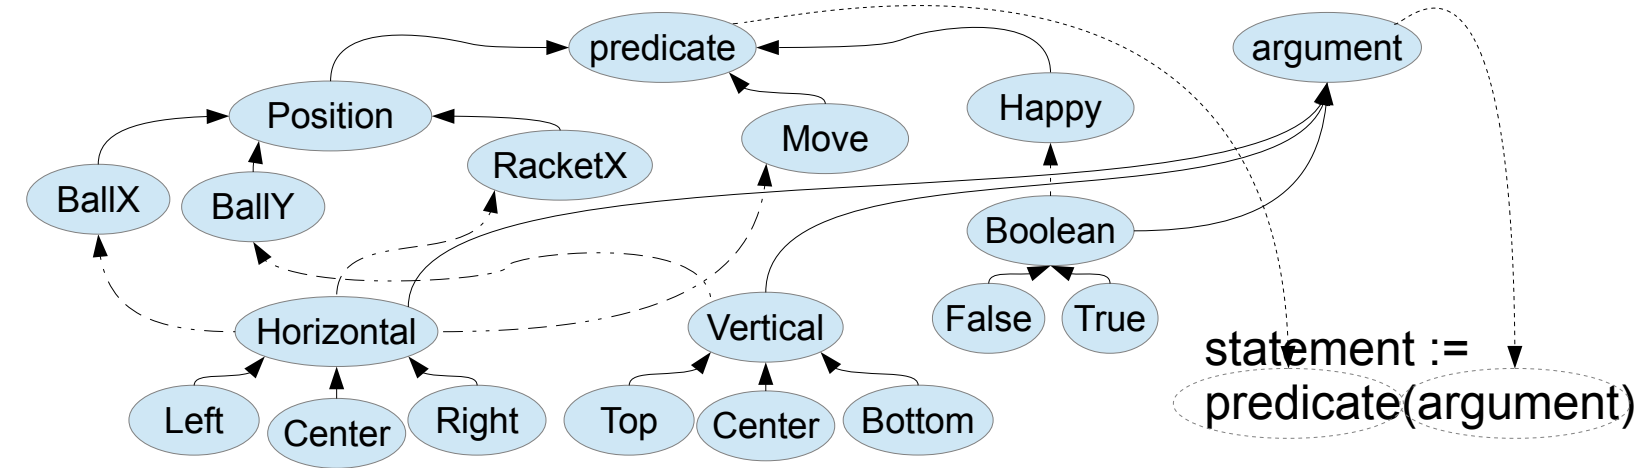 predicate
argument
Position
Happy
Move
RacketX
BallX
BallY
Boolean
Horizontal
Vertical
False
True
statement :=
predicate(argument)
Left
Center
Right
Top
Center
Bottom